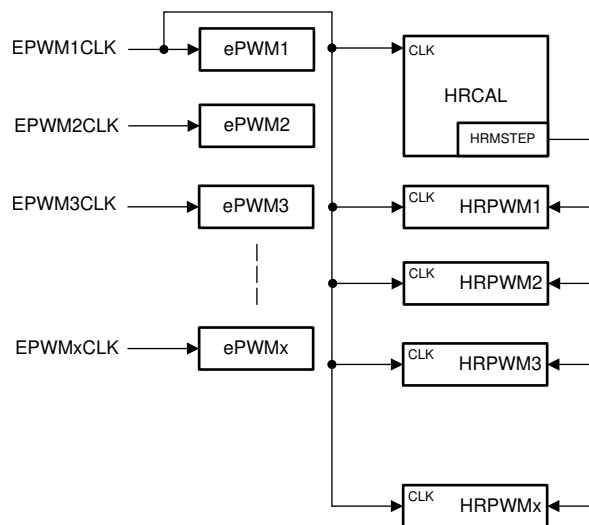 EPWM1CLK
ePWM1
EPWM2CLK
ePWM2
EPWM3CLK
ePWM3
EPWMxCLK
ePWMx
CLK
HRCAL
HRMSTEP
CLK
HRPWM1
CLK
HRPWM2
CLK
HRPWM3
CLK
HRPWMx